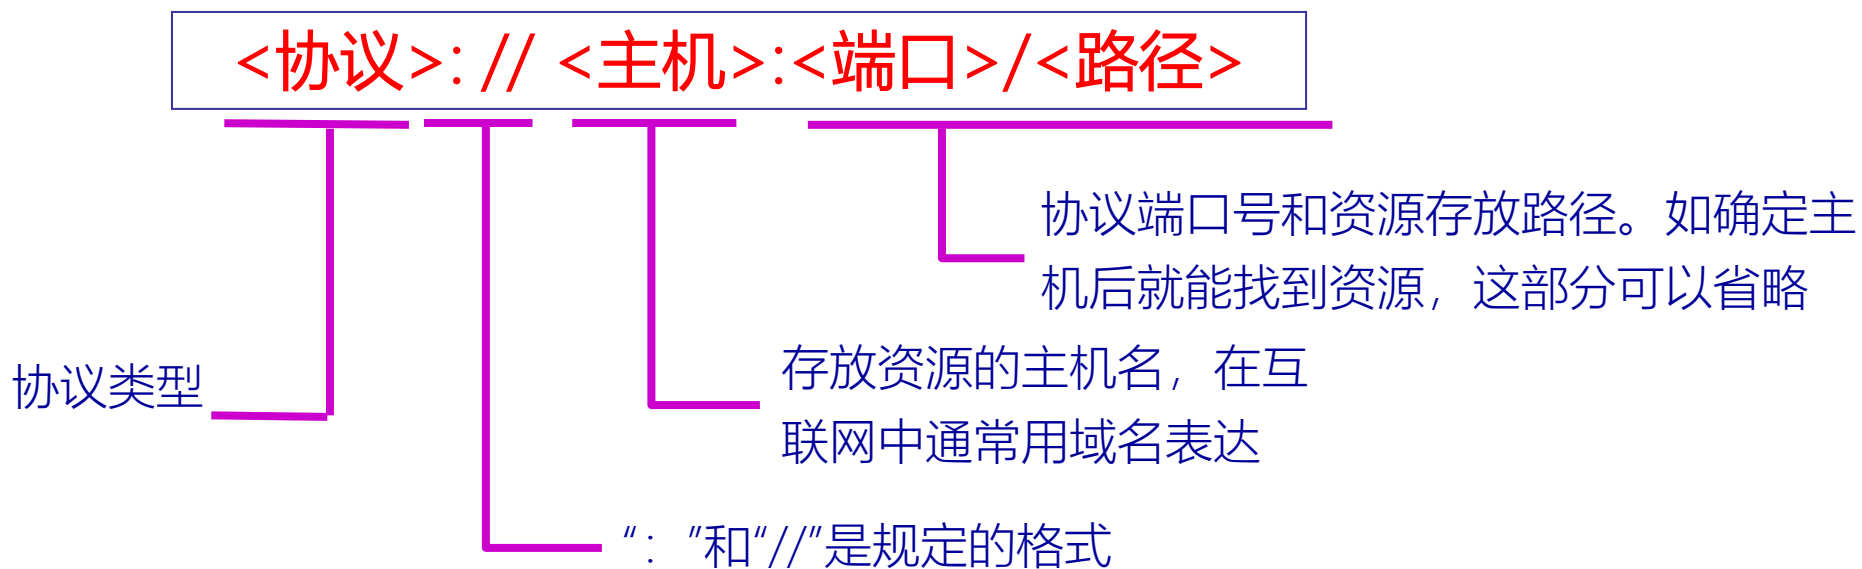 <协议>: // <主机>:<端口>/<路径>
协议端口号和资源存放路径。如确定主
机后就能找到资源，这部分可以省略
存放资源的主机名，在互
联网中通常用域名表达
协议类型
“：”和“//”是规定的格式